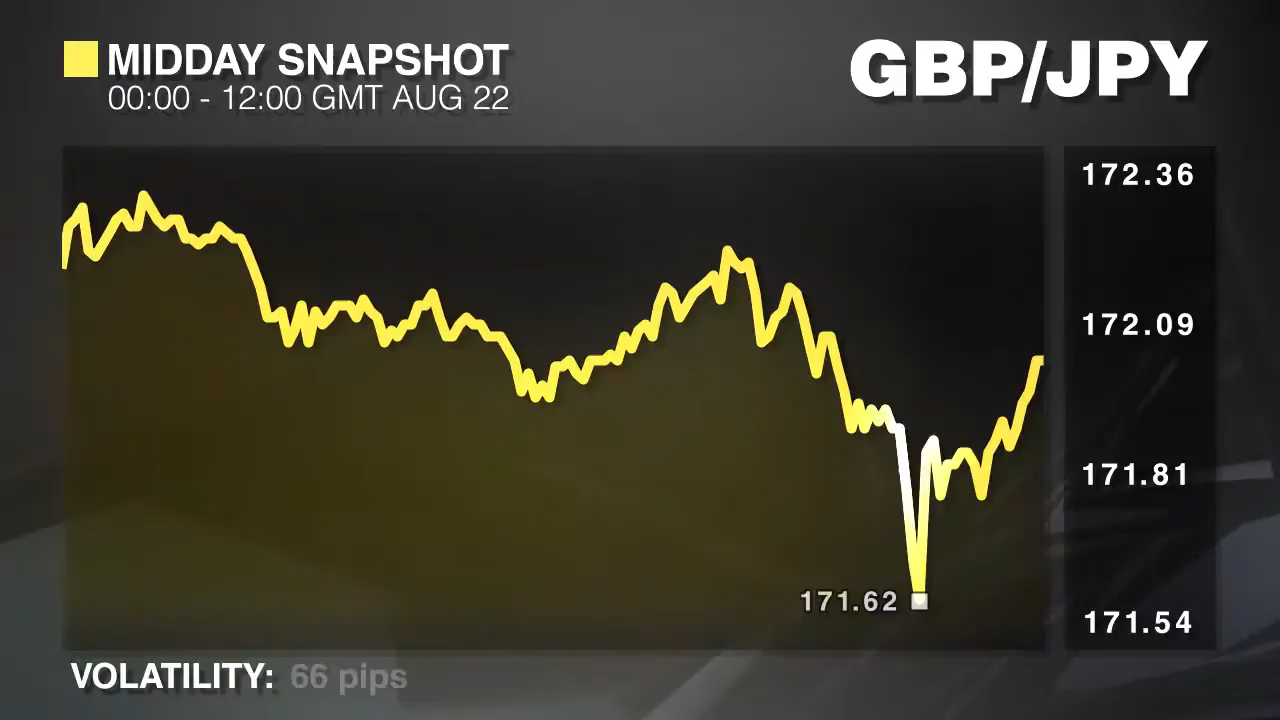 MIDDAY SNAPSHOT
00:00 - 12:00 GMT AUG 22
GBP/JPY
172.36
172.09
171.81
171.62
171.54
VOLATILITY: 66 pips